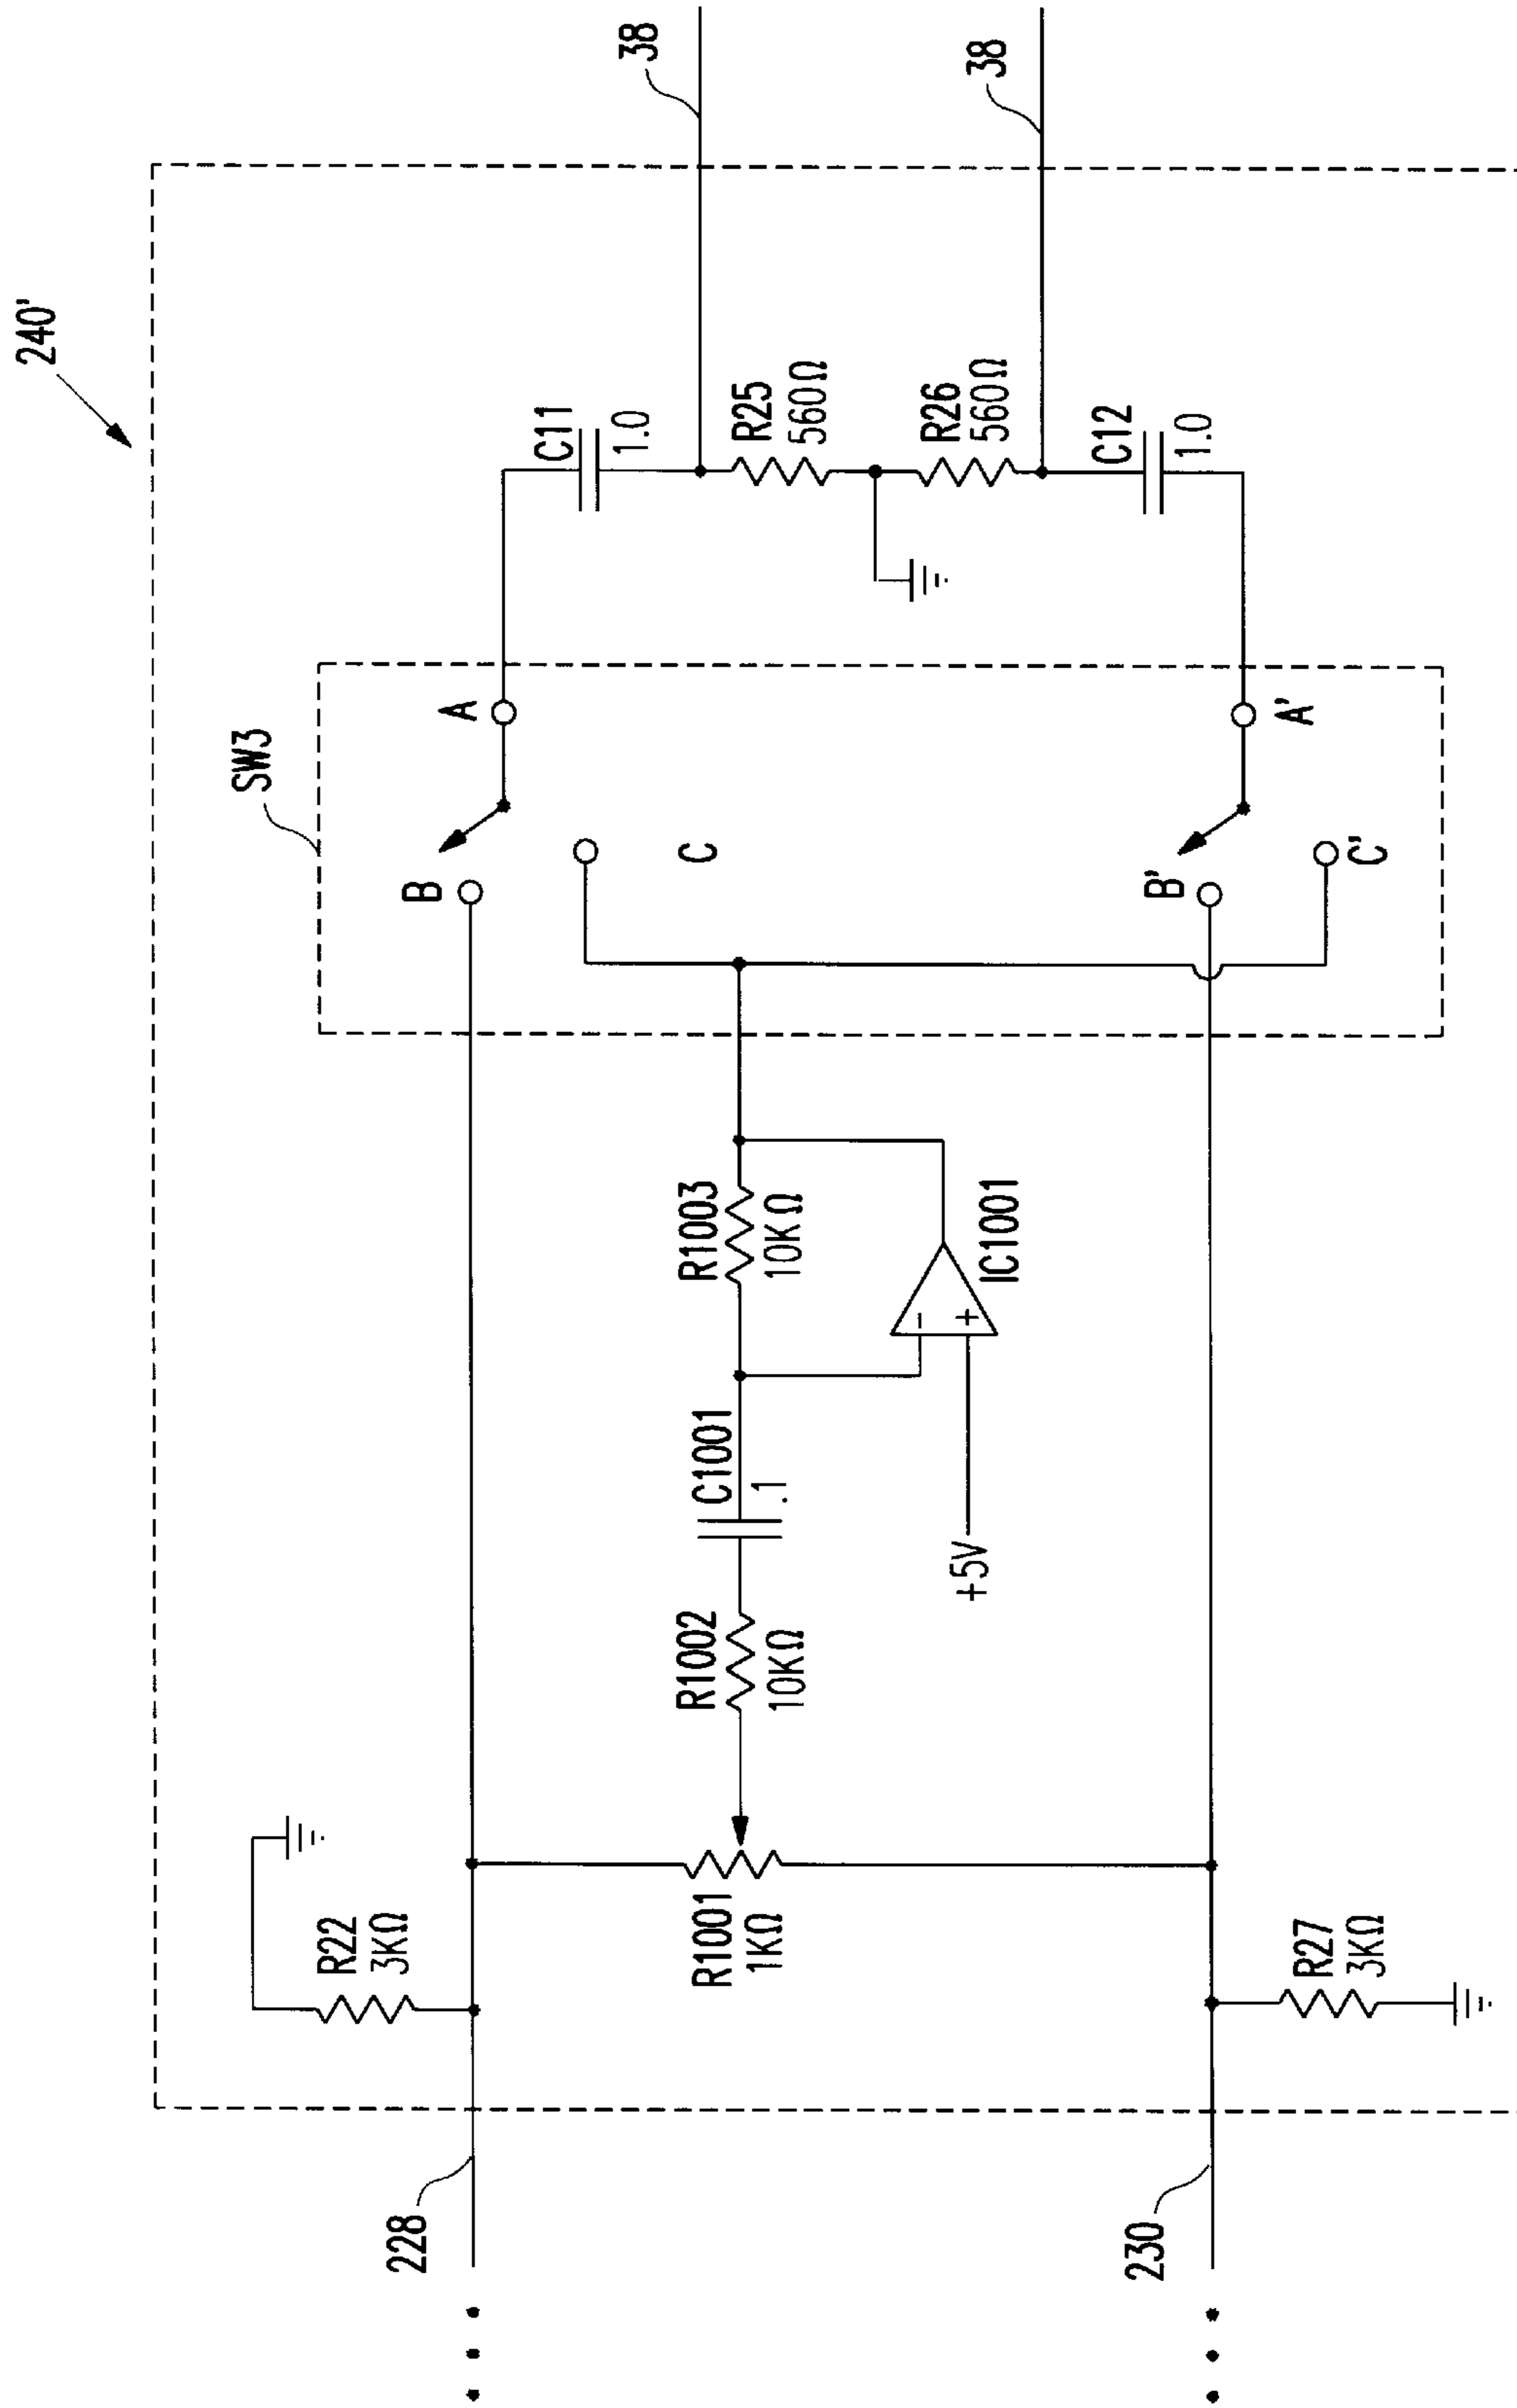 240'
38
38
SW3
C11
1.0
R25
560Ω
R26
560Ω
C12
1.0
A
B
C
A'
B'
C'
R1003
10KΩ
IC1001
-
+
C1001
.1
+5V
R1002
10KΩ
R22
3KΩ
R1001
1KΩ
R27
3KΩ
228
230